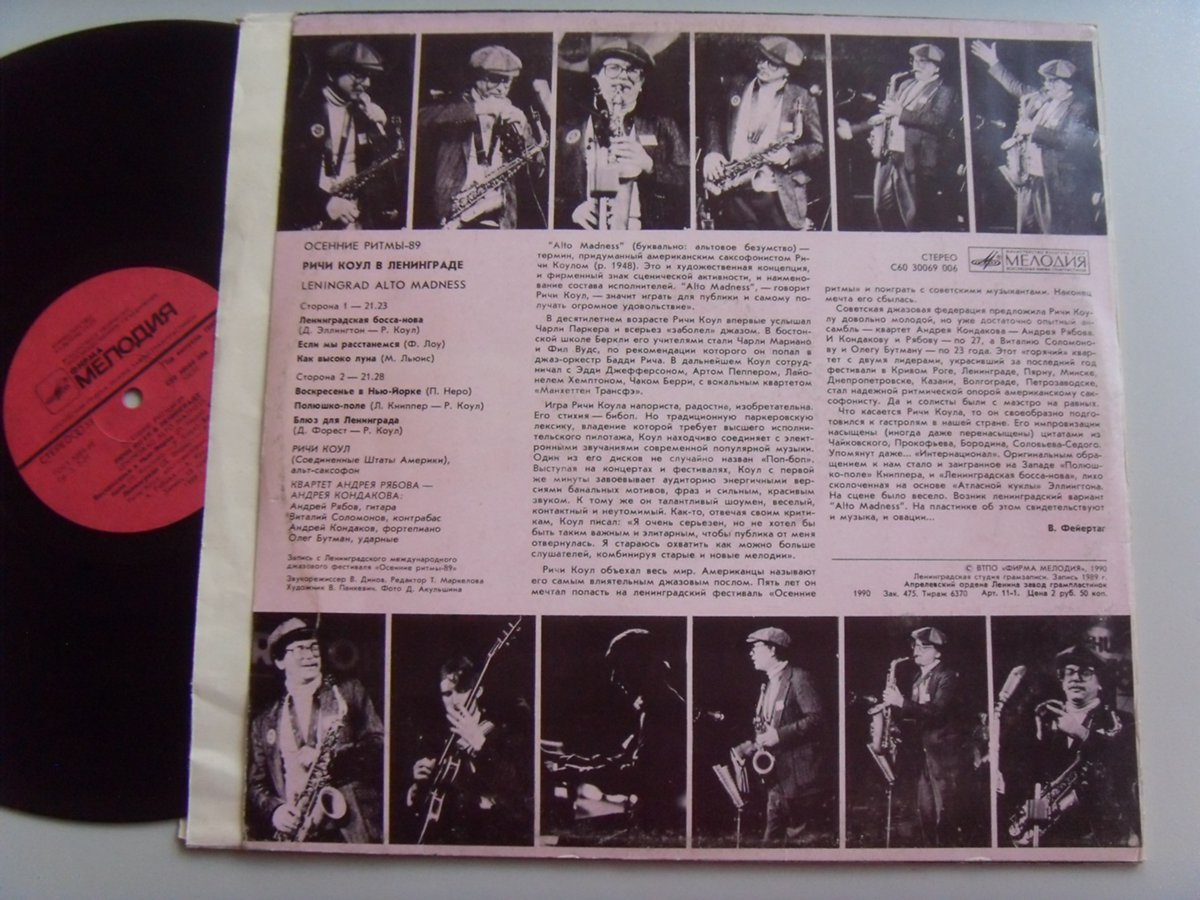 ОСЕННИЕ РИТМЫ-89
РИЧИ КОУЛ В ЛЕНИНГРАДЕ
LENINGRAD ALTO MADNESS
Сторона 1 — 21.23
Ленинградская босса-нова
(Д. Эллингтон — Р. Коул)
Если мы расстанемся (Ф. Лоу)
Как высоко луна (М. Льюис)
Сторона 2 — 21.28
Воскресенье в Нью-Йорке (П. Неро)
Полюшко-поле (Л. Книппер — Р. Коул)
Блюз для Ленинграда
(Д. Форест — Р. Коул)
РИЧИ КОУЛ
(Соединенные Штаты Америки),
альт-саксофон
КВАРТЕТ АНДРЕЯ РЯБОВА —
АНДРЕЯ КОНДАКОВА:
Андрей Рябов, гитара
Виталий Соломонов, контрабас
Андрей Кондаков, фортепиано
Олег Бутман, ударные
Запись с Ленинградского международного
джазового фестиваля «Осенние ритмы-89»
Звукорежиссер В. Динов. Редактор Т. Маркелова
Художник В. Панкевич. Фото Д. Акульшина
"Alto Madness" (буквально: альтовое безумство) —
термин, придуманный американским саксофонистом Ри-
чи Коулом (р. 1948). Это и художественная концепция,
и фирменный знак сценической активности, и наимено-
вание состава исполнителей. "Alto Madness", — говорит
Ричи Коул, — значит играть для публики и самому по-
лучать огромное удовольствие».
В десятилетнем возрасте Ричи Коул впервые услышал
Чарли Паркера и всерьез «заболел» джазом. В бостон-
ской школе Беркли его учителями стали Чарли Мариано
и Фил Вудс, по рекомендации которого он попал в
джаз-оркестр Бадди Рича. В дальнейшем Коул сотруд-
ничал с Эдди Джефферсоном, Артом Пеппером, Лайо-
нелем Хемптоном, Чаком Берри, с вокальным квартетом
«Манхеттен Трансфэ».
Игра Ричи Коула напориста, радостна, изобретательна.
Его стихия — бибоп. Но традиционную паркеровскую
лексику, владение которой требует высшего исполни-
тельского пилотажа, Коул находчиво соединяет с элект-
ронными звучаниями современной популярной музыки.
Один из его дисков не случайно назван «Поп-боп».
Выступая на концертах и фестивалях, Коул с первой
же минуты завоевывает аудиторию энергичными вер-
сиями банальных мотивов, фраз и сильным, красивым
звуком. К тому же он талантливый шоумен, веселый,
контактный и неутомимый. Как-то, отвечая своим крити-
кам, Коул писал: «Я очень серьезен, но не хотел бы
быть таким важным и элитарным, чтобы публика от меня
отвернулась. Я стараюсь охватить как можно больше
слушателей, комбинируя старые и новые мелодии».
Ричи Коул объехал весь мир. Американцы называют
его самым влиятельным джазовым послом. Пять лет он
мечтал попасть на ленинградский фестиваль «Осенние
СТЕРЕО
С60 30069 006
МЕЛОДИЯ
ритмы» и поиграть с советскими музыкантами. Наконец
мечта его сбылась.
Советская джазовая федерация предложила Ричи Коу-
лу довольно молодой, но уже достаточно опытный ан-
самбль — квартет Андрея Кондакова — Андрея Рябова.
И Кондакову и Рябову — по 27, а Виталию Соломоно-
ву и Олегу Бутману — по 23 года. Этот «горячий» квар-
тет с двумя лидерами, украсивший за последний год
фестивали в Кривом Роге, Ленинграде, Пярну, Минске,
Днепропетровске, Казани, Волгограде, Петрозаводске,
стал надежной ритмической опорой американскому сак-
софонисту. Да и солисты были с маэстро на равных.
Что касается Ричи Коула, то он своеобразно подго-
товился к гастролям в нашей стране. Его импровизации
насыщены (иногда даже перенасыщены) цитатами из
Чайковского, Прокофьева, Бородина, Соловьева-Седого.
Упомянут даже... «Интернационал». Оригинальным обра-
щением к нам стало и заигранное на Западе «Полюш-
ко-поле» Книппера, и «Ленинградская босса-нова», лихо
сколоченная на основе «Атласной куклы» Эллингтона.
На сцене было весело. Возник ленинградский вариант
"Alto Madness". На пластинке об этом свидетельствуют
и музыка, и овации...
В. Фейертаг
© ВТПО «ФИРМА МЕЛОДИЯ», 1990
Ленинградская студия грамзаписи. Запись 1989 г.
Апрелевский ордена Ленина завод грампластинок
1990 Зак. 475. Тираж 6370 Арт. 11-1. Цена 2 руб. 50 коп.
ФИРМА
МЕЛОДИЯ